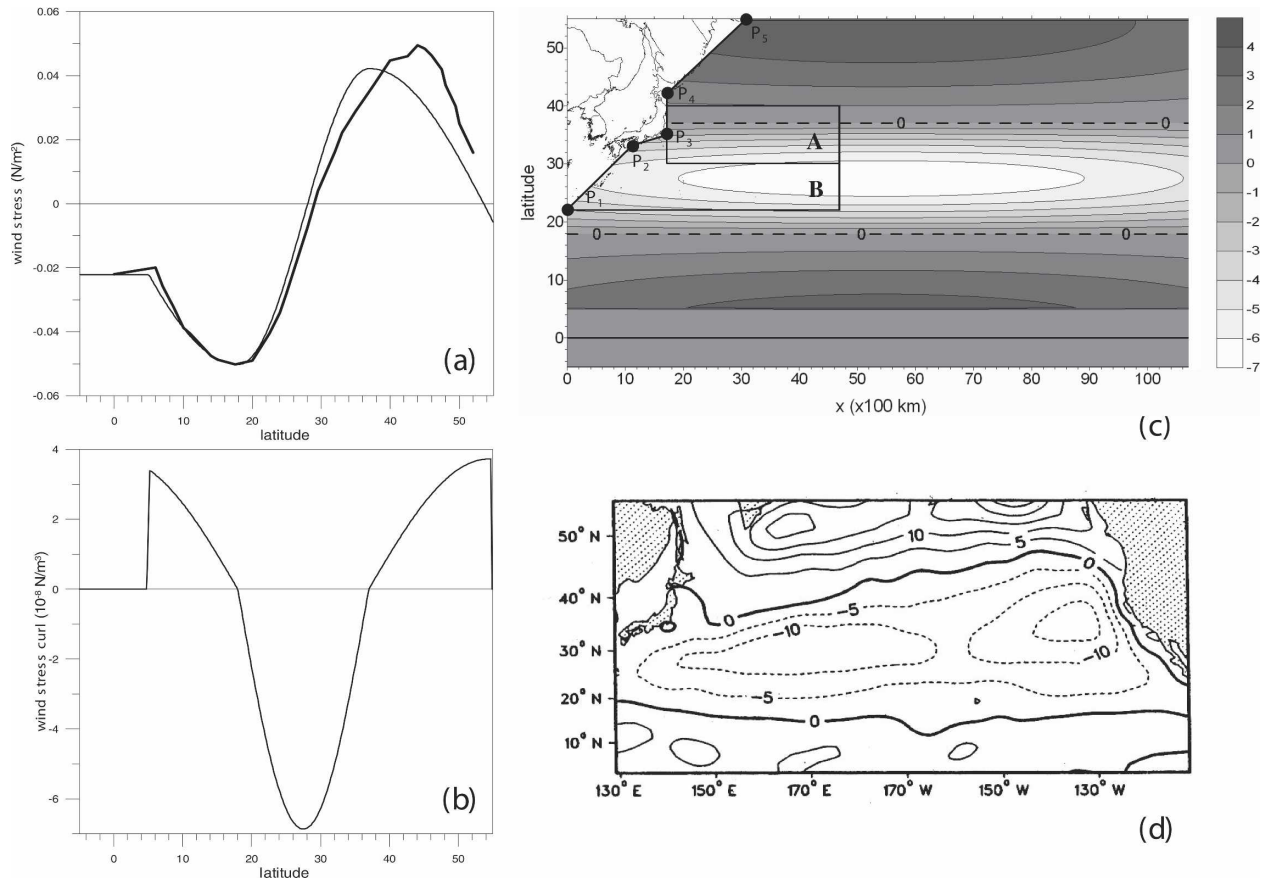 0.06
0.04
0.02
0
-0.02
-0.04
-0.06
wind stress (N/m²)
0 10 20 30 40 50
latitude
(a)
4
2
0
-2
-4
-6
wind stress curl (10⁻⁸ N/m³)
0 10 20 30 40 50
latitude
(b)
50
40
30
20
10
0
latitude
P₅
P₄
P₃
P₂
P₁
A
B
0 0
0 0 0
0 10 20 30 40 50 60 70 80 90 100
x (x100 km)
4
3
2
1
0
-1
-2
-3
-4
-5
-6
-7
(c)
50° N
40° N
30° N
20° N
10° N
10
5
0
0
-5
-10
-10
-5
0
130° E 150° E 170° E 170° W 150° W 130° W
(d)